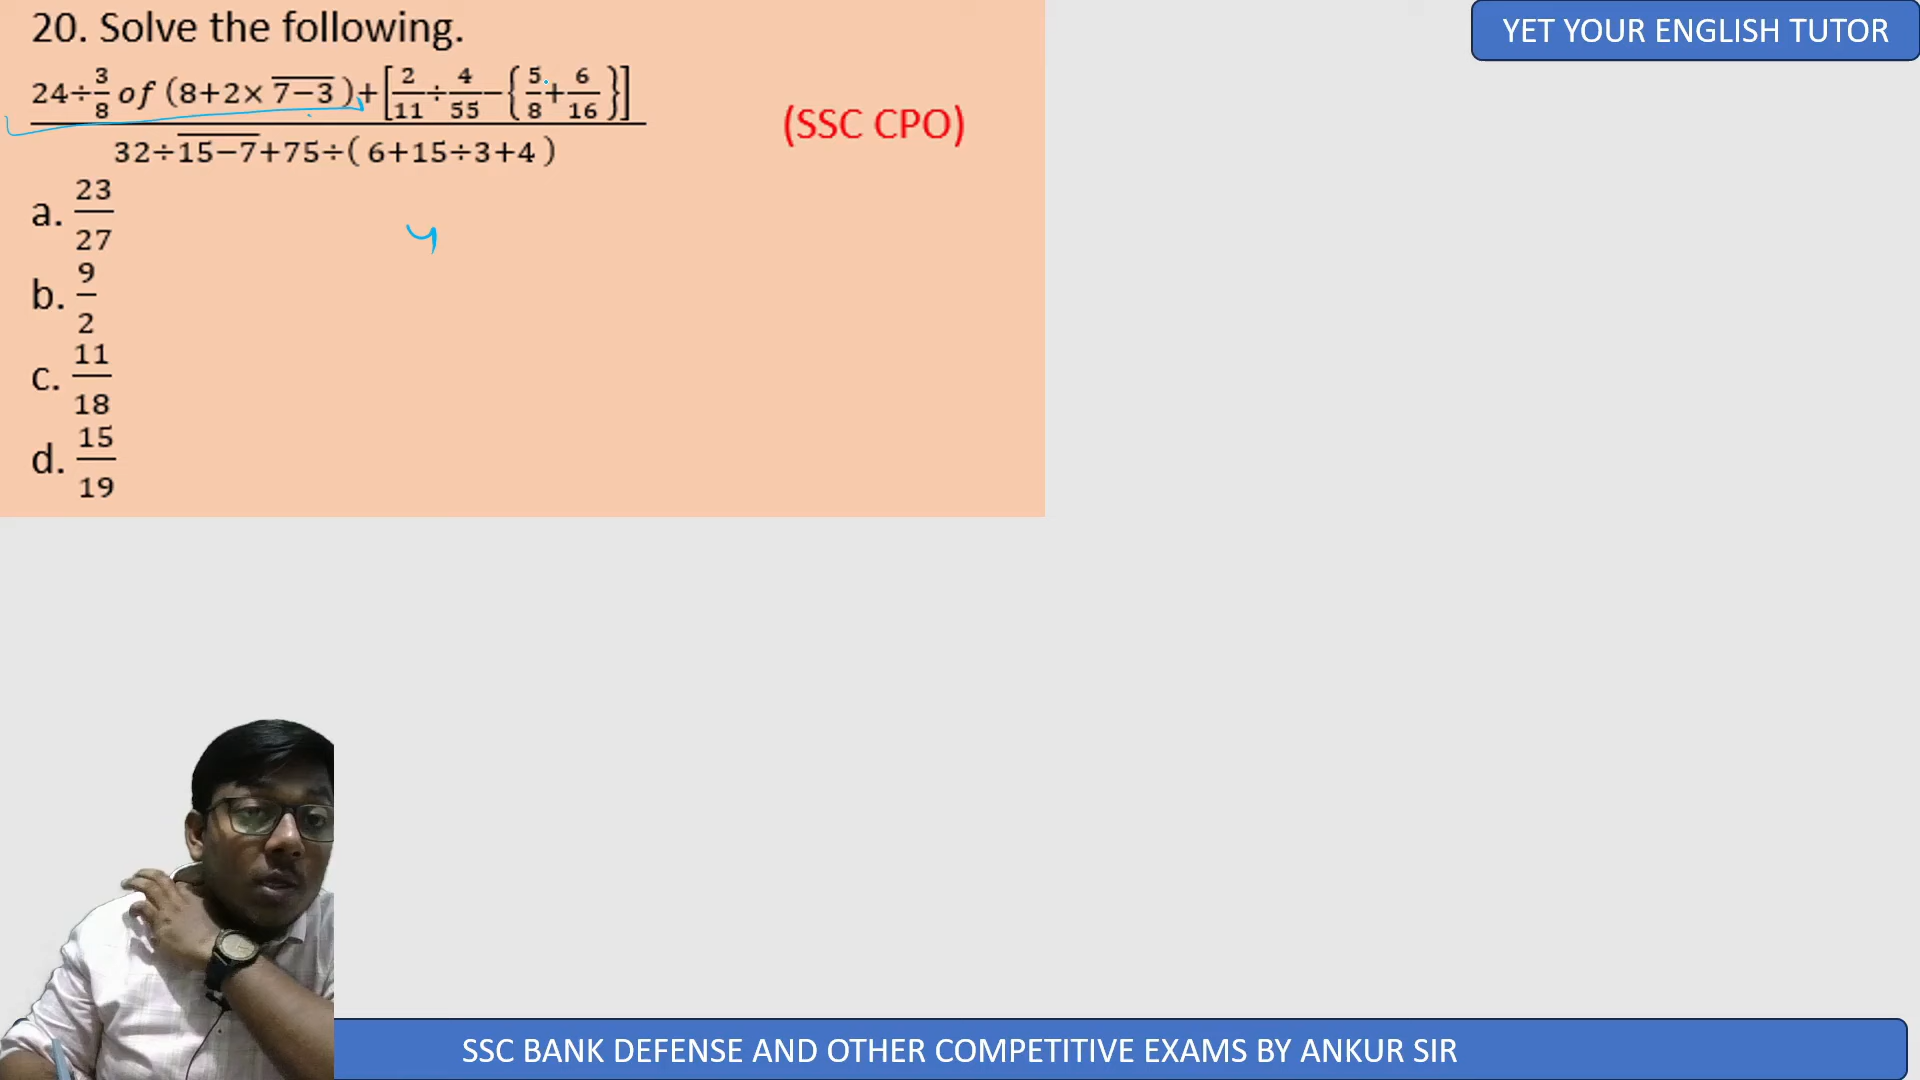 20. Solve the following.
24÷3/8 of (8+2× 7−3 )+[2/11÷4/55−{5/8+6/16}]
32÷15−7+75÷( 6+15÷3+4 )
(SSC CPO)
a. 23/27
b. 9/2
c. 11/18
d. 15/19
4
YET YOUR ENGLISH TUTOR
SSC BANK DEFENSE AND OTHER COMPETITIVE EXAMS BY ANKUR SIR